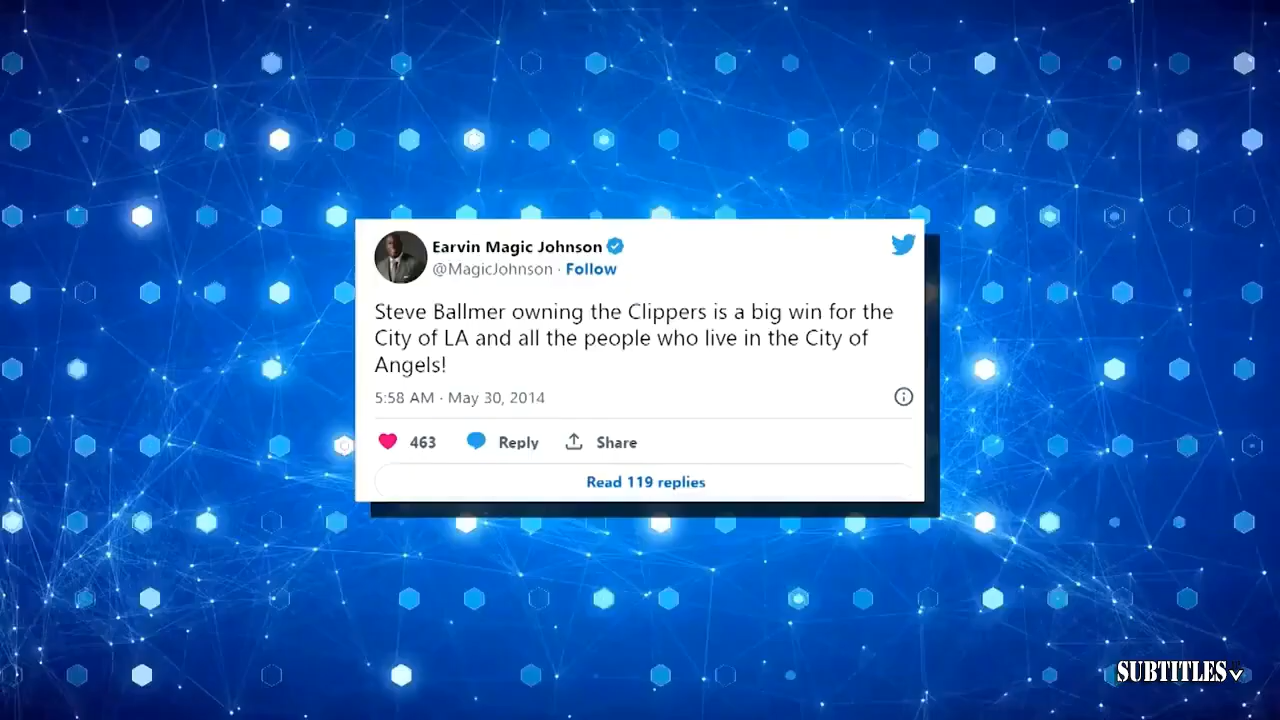 Earvin Magic Johnson
@MagicJohnson · Follow
Steve Ballmer owning the Clippers is a big win for the
City of LA and all the people who live in the City of
Angels!
5:58 AM · May 30, 2014
463 Reply Share
Read 119 replies
SUBTITLES